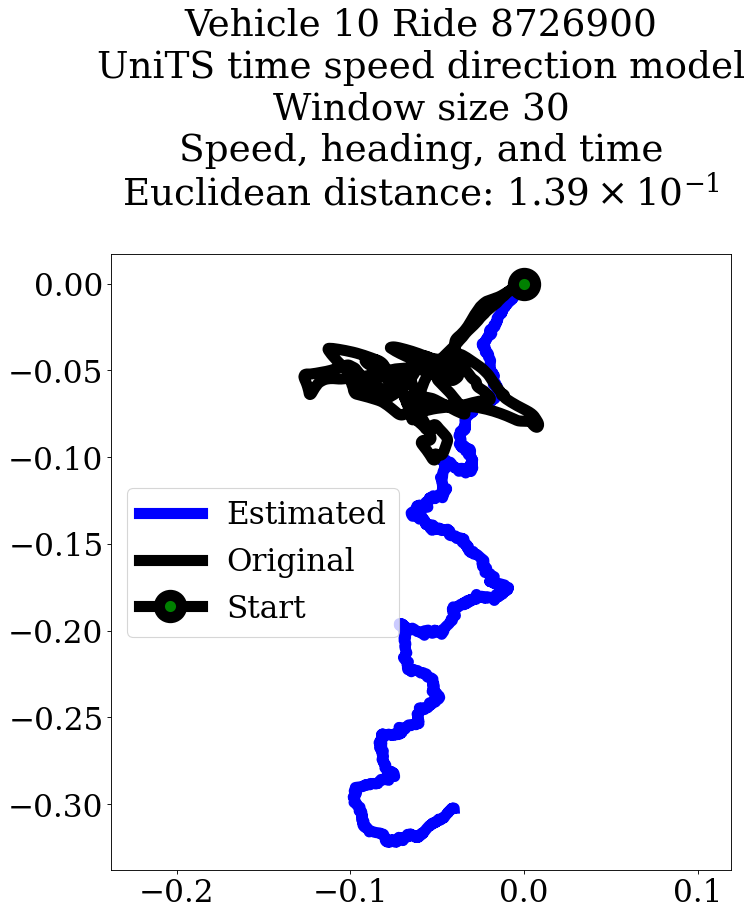 Vehicle 10 Ride 8726900
UniTS time speed direction model
Window size 30
Speed, heading, and time
Euclidean distance: 1.39 × 10⁻¹
0.00
−0.05
−0.10
−0.15
−0.20
−0.25
−0.30
Estimated
Original
Start
−0.2 −0.1 0.0 0.1